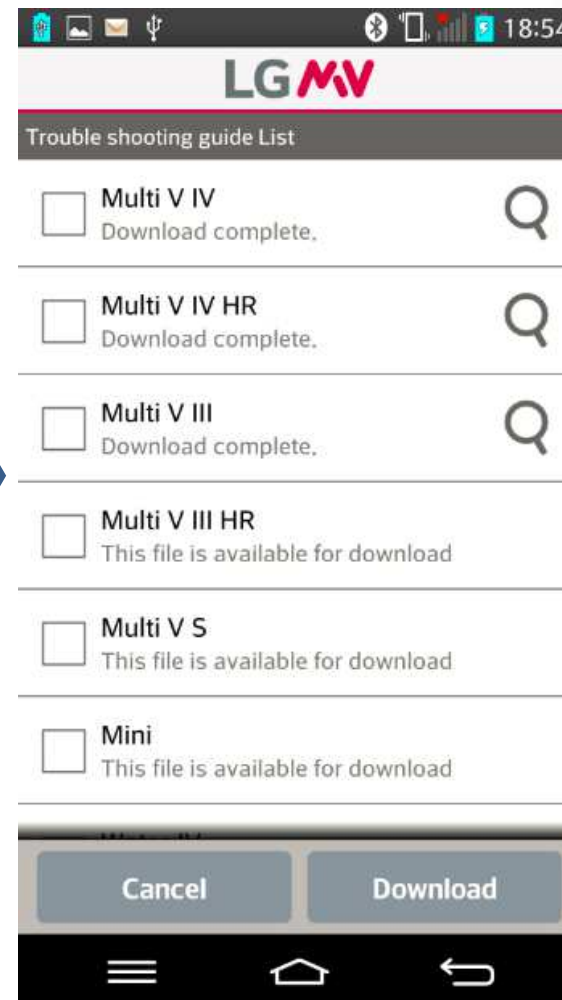 18:54
LG MV
Trouble shooting guide List
Multi V IV
Download complete.
Multi V IV HR
Download complete.
Multi V III
Download complete.
Multi V III HR
This file is available for download
Multi V S
This file is available for download
Mini
This file is available for download
Cancel
Download